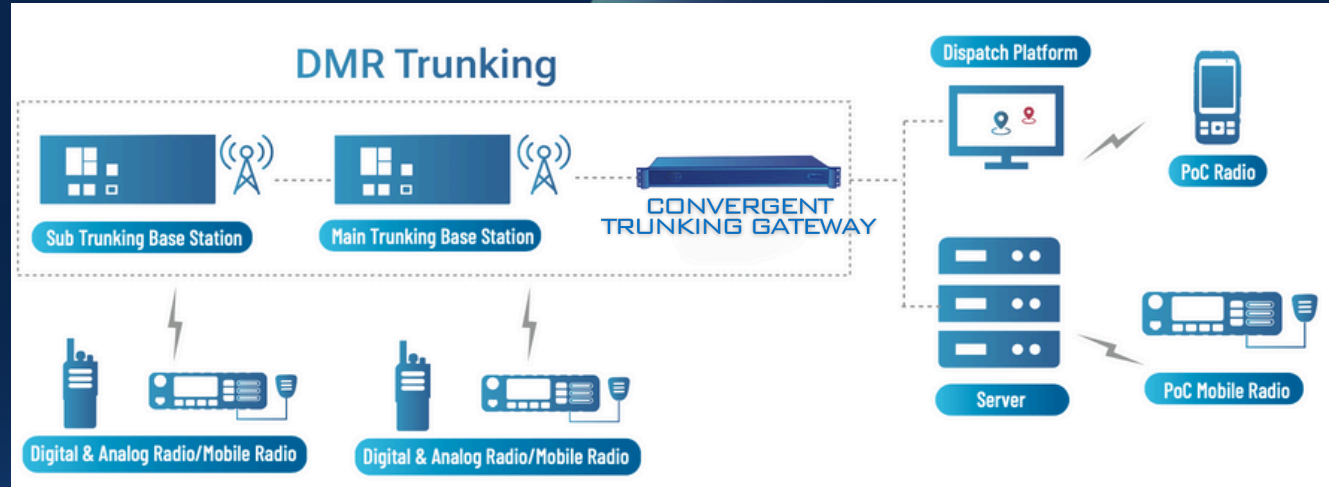 DMR Trunking
Dispatch Platform
PoC Radio
CONVERGENT
TRUNKING GATEWAY
Sub Trunking Base Station
Main Trunking Base Station
Server
PoC Mobile Radio
Digital & Analog Radio/Mobile Radio
Digital & Analog Radio/Mobile Radio